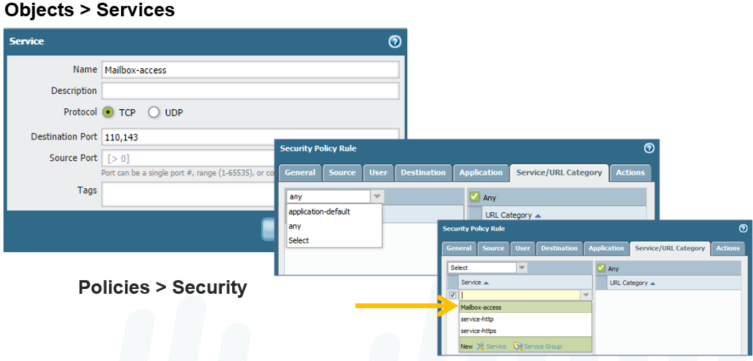 Objects > Services
Service
Name Mailbox-access
Description
Protocol TCP UDP
Destination Port 110,143
Source Port [> 0]
Port can be a single port #, range (1-65535), or co
Tags
Security Policy Rule
General Source User Destination Application Service/URL Category Actions
any
Any
application-default
URL Category
any
Select
Security Policy Rule
General Source User Destination Application Service/URL Category Actions
Select
Any
Service
URL Category
Mailbox-access
service-http
service-https
New Service Service Group
Policies > Security